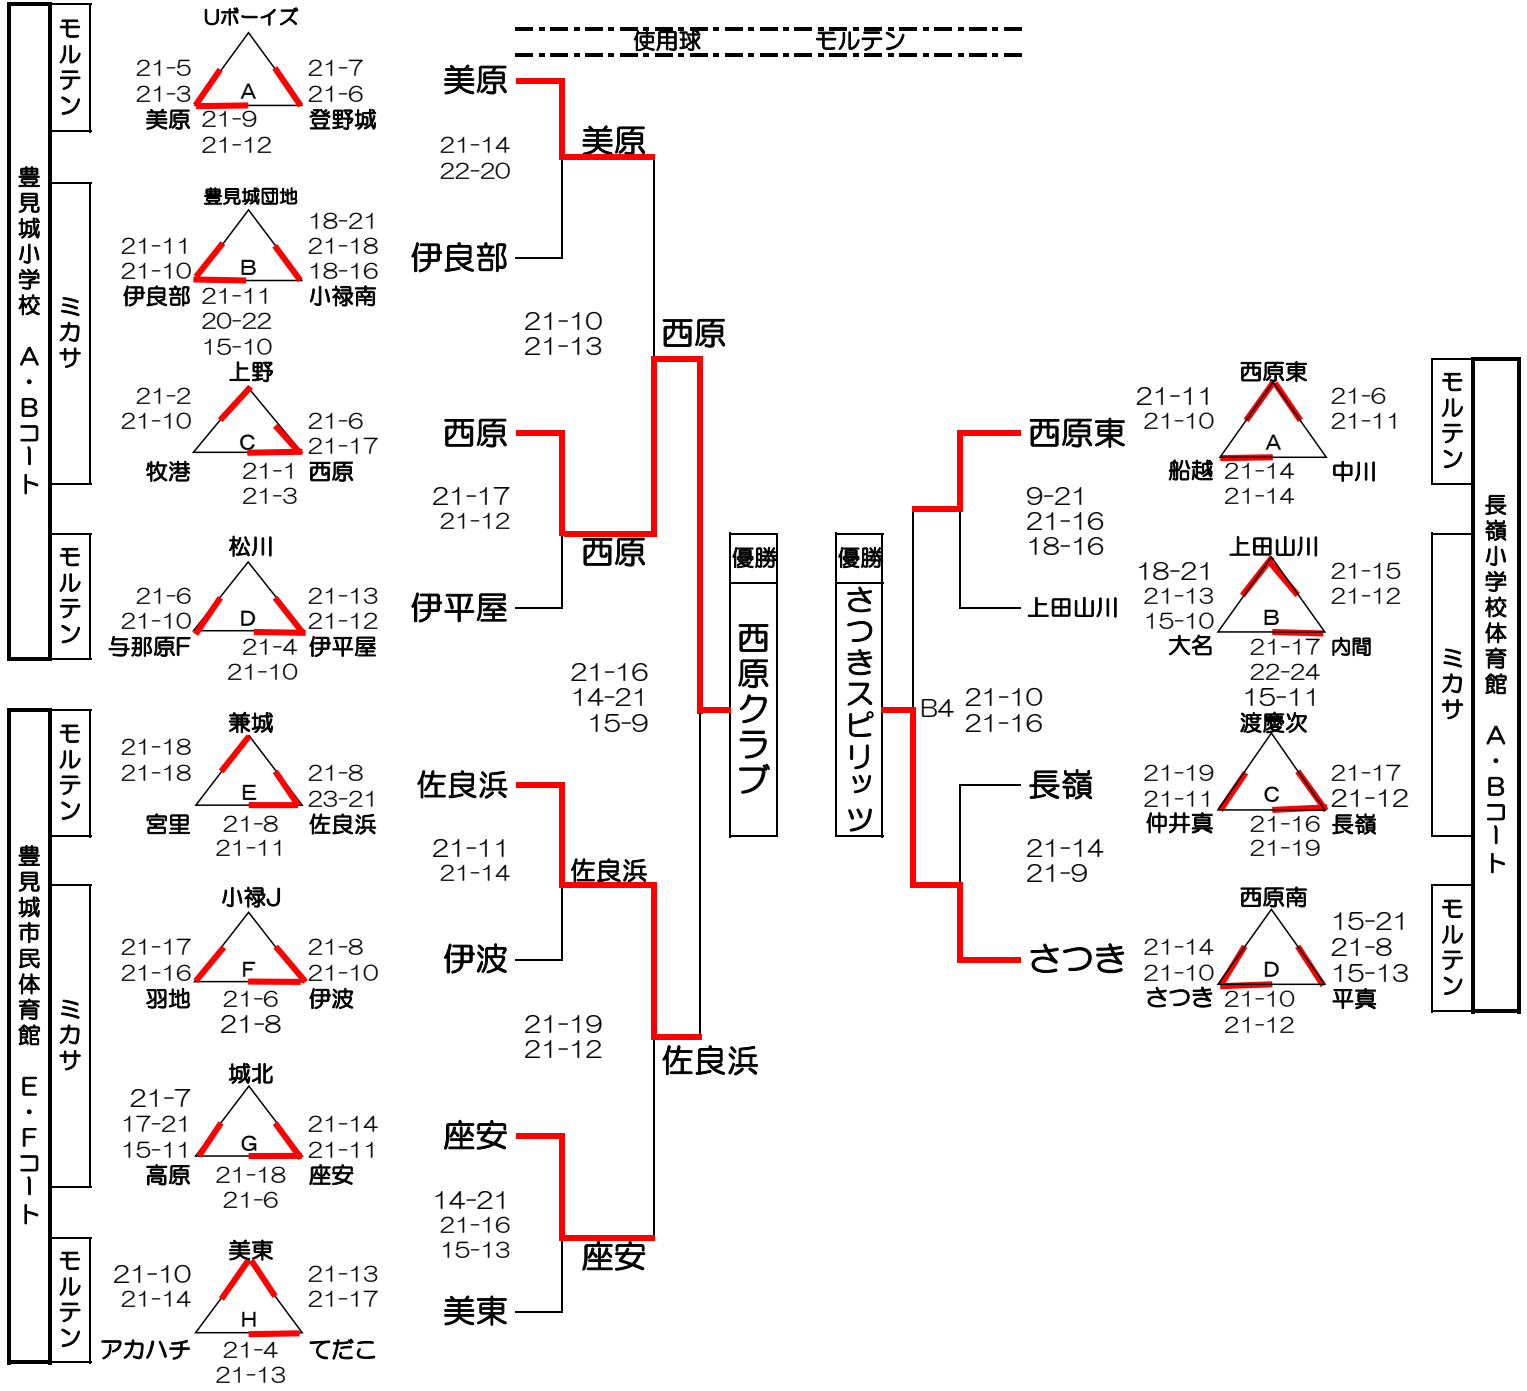 使用球 モルテン
豊見城小学校 A・Bコート
モルテン
Uボーイズ
21-5
21-3
21-7
21-6
A
美原
21-9
21-12
登野城
ミカサ
豊見城団地
21-11
21-10
18-21
21-18
18-16
B
伊良部
21-11
20-22
15-10
小禄南
上野
21-2
21-10
21-6
21-17
C
牧港
21-1
21-3
西原
モルテン
松川
21-6
21-10
21-13
21-12
D
与那原F
21-4
21-10
伊平屋
豊見城市民体育館 E・Fコート
モルテン
兼城
21-18
21-18
21-8
23-21
E
宮里
21-8
21-11
佐良浜
ミカサ
小禄J
21-17
21-16
21-8
21-10
F
羽地
21-6
21-8
伊波
城北
21-7
17-21
15-11
21-14
21-11
G
高原
21-18
21-6
座安
モルテン
美東
21-10
21-14
21-13
21-17
H
アカハチ
21-4
21-13
てだこ
美原
21-14
22-20
美原
伊良部
21-10
21-13
西原
西原
21-17
21-12
西原
伊平屋
21-16
14-21
15-9
佐良浜
21-11
21-14
佐良浜
伊波
21-19
21-12
佐良浜
座安
14-21
21-16
15-13
座安
美東
優勝
西原クラブ
優勝
さつきスピリッツ
西原東
9-21
21-16
18-16
上田山川
B4
21-10
21-16
長嶺
21-14
21-9
さつき
西原東
21-11
21-10
21-6
21-11
A
船越
21-14
21-14
中川
モルテン
上田山川
18-21
21-13
15-10
21-15
21-12
B
大名
21-17
22-24
15-11
内間
ミカサ
渡慶次
21-19
21-11
21-17
21-12
C
仲井真
21-16
21-19
長嶺
西原南
21-14
21-10
15-21
21-8
15-13
D
さつき
21-10
21-12
平真
モルテン
長嶺小学校体育館 A・Bコート